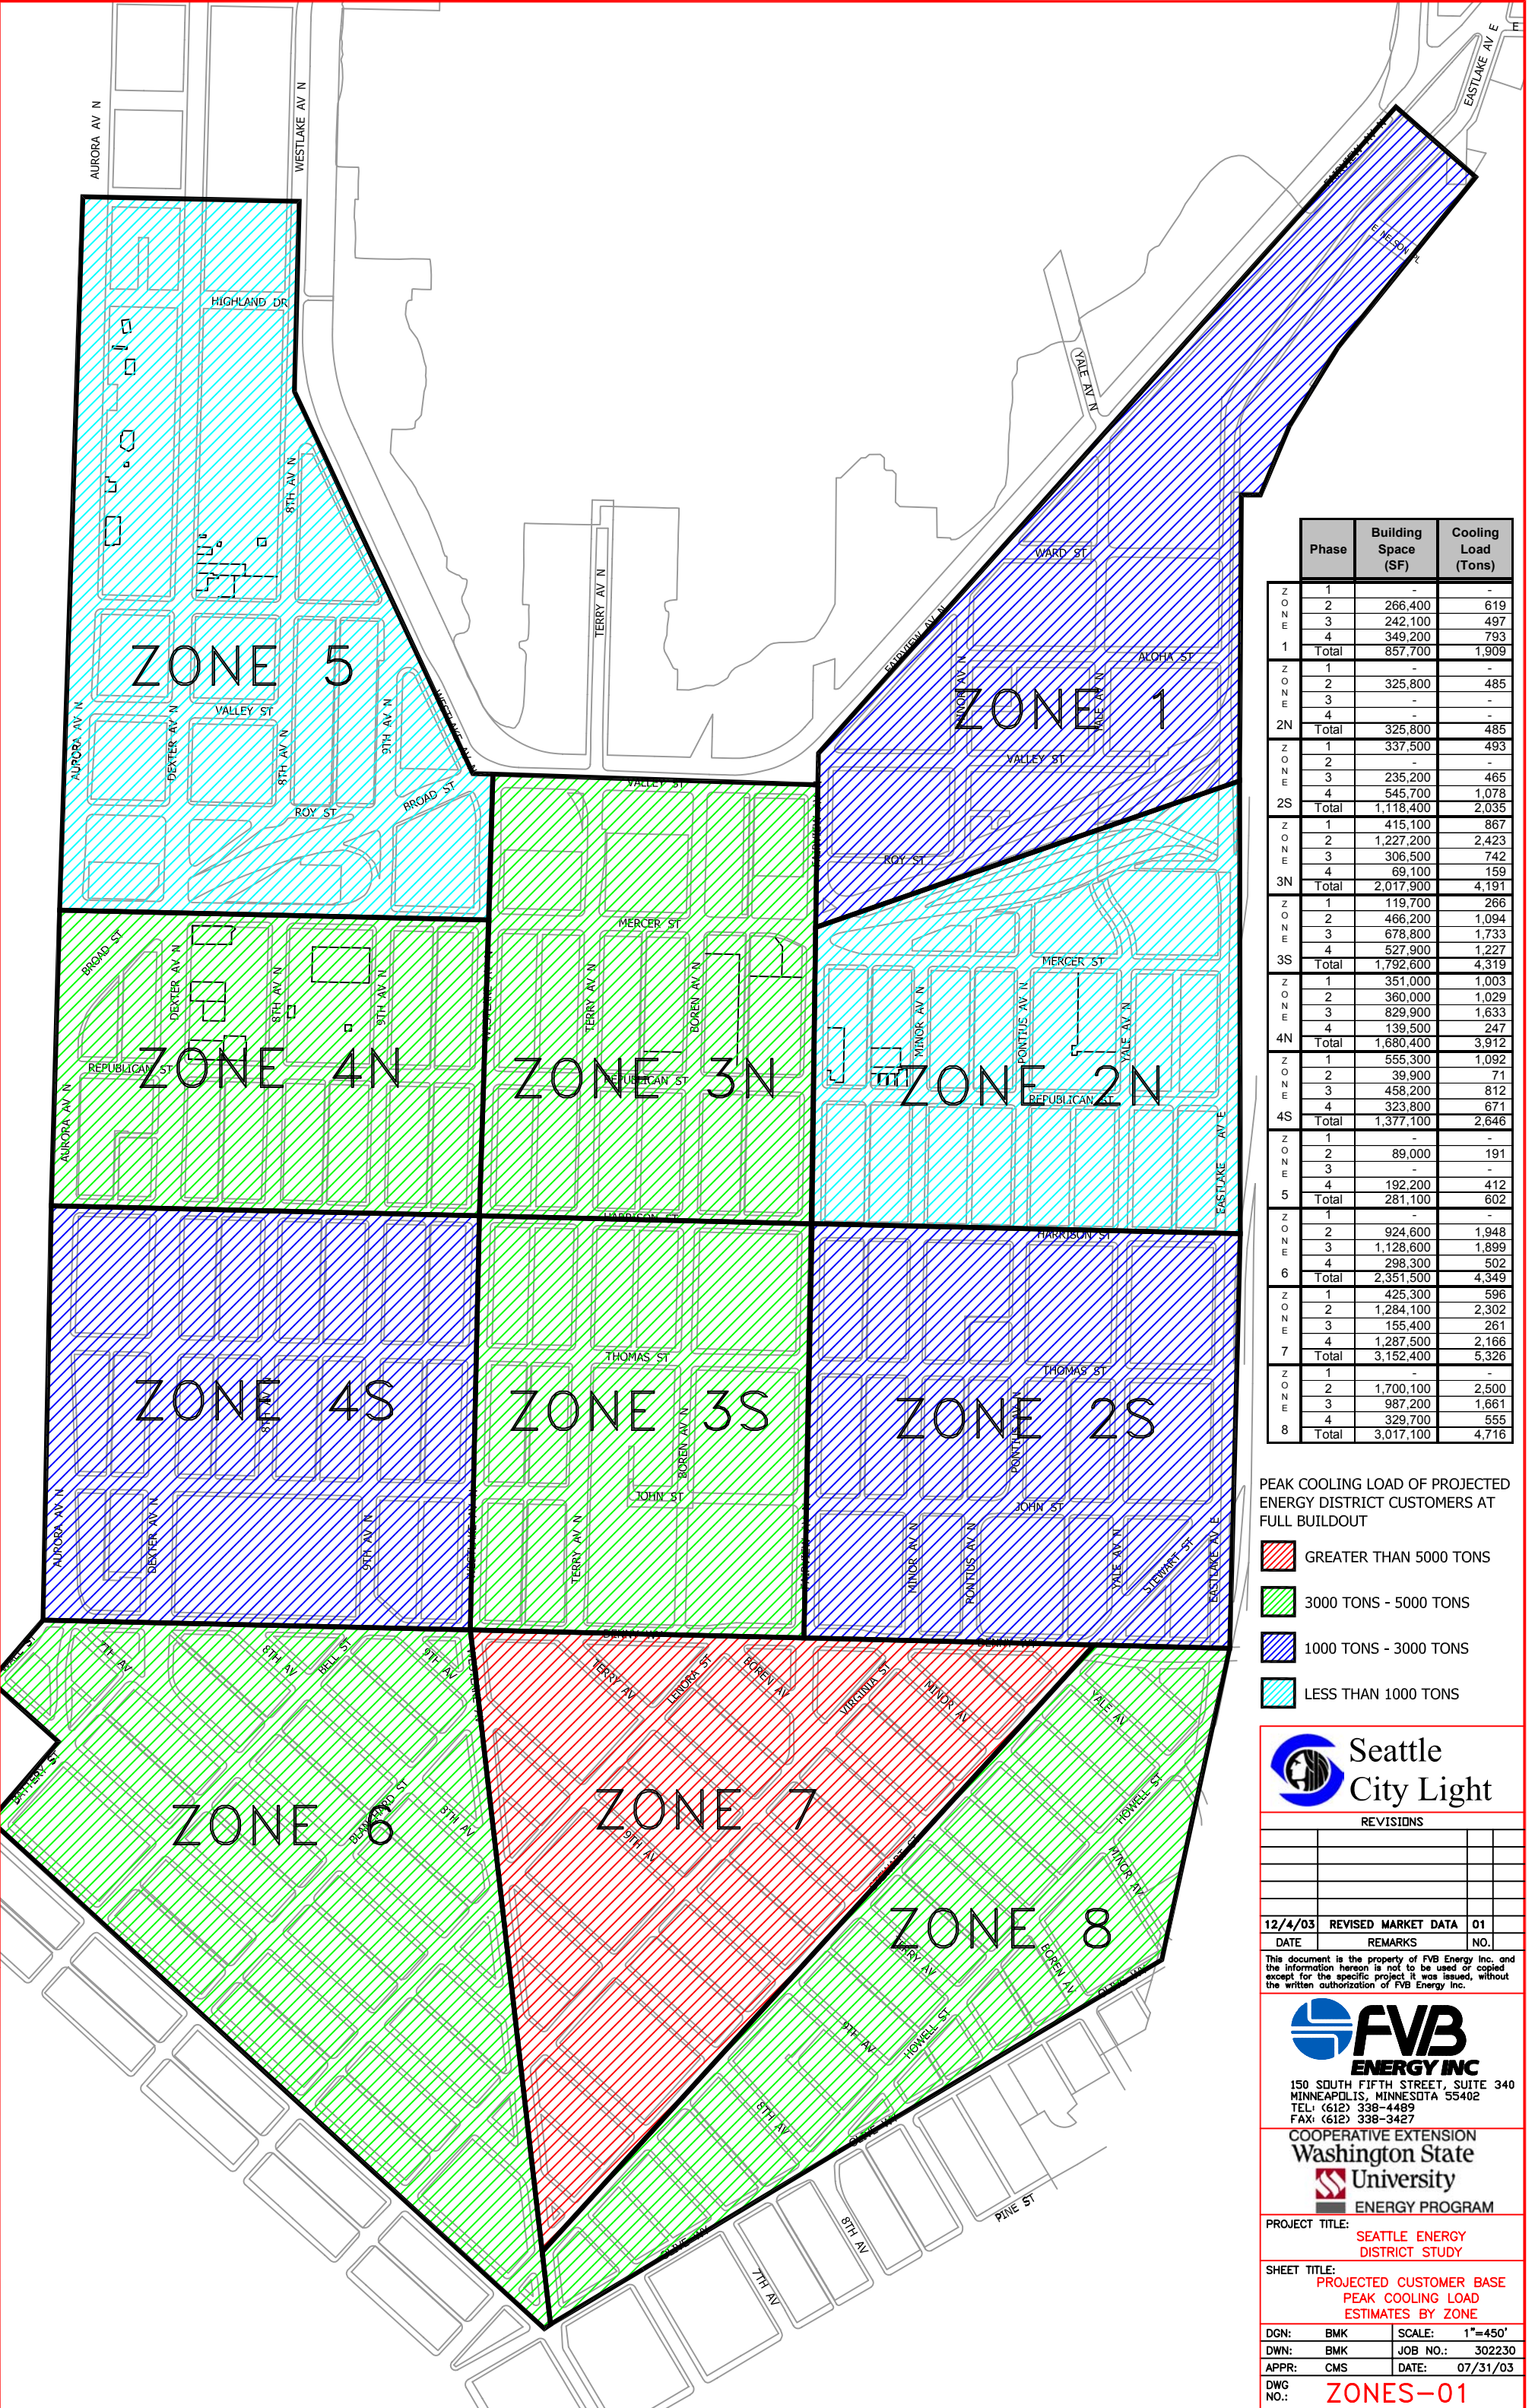 AURORA AV N
WESTLAKE AV N
EASTLAKE AV E
E
FAIRVIEW AV N
E NELSON PL
HIGHLAND DR
YALE AV N
8TH AV N
TERRY AV N
WARD ST
FAIRVIEW AV N
ALOHA ST
MINOR AV N
YALE AV N
ZONE 1
ZONE 5
VALLEY ST
AURORA AV N
DEXTER AV N
8TH AV N
9TH AV N
WESTLAKE AV N
BROAD ST
ROY ST
VALLEY ST
VALLEY ST
FAIRVIEW
ROY ST
MERCER ST
MERCER ST
BROAD ST
DEXTER AV N
8TH AV N
9TH AV N
WESTLAKE AV N
TERRY AV N
BOREN AV N
MINOR AV N
PONTIUS AV N
YALE AV N
ZONE 4N
ZONE 3N
ZONE 2N
REPUBLICAN ST
REPUBLICAN ST
REPUBLICAN ST
AURORA AV N
EASTLAKE AV E
HARRISON ST
HARRISON ST
THOMAS ST
THOMAS ST
ZONE 4S
ZONE 3S
ZONE 2S
8TH AV N
BOREN AV N
PONTIUS AV N
JOHN ST
JOHN ST
AURORA AV N
DEXTER AV N
9TH AV N
WESTLAKE AV N
TERRY AV N
FAIRVIEW AV N
MINOR AV N
PONTIUS AV N
YALE AV N
STEWART ST
EASTLAKE AV E
DENNY WY
DENNY WY
WALL ST
7TH AV
8TH AV
BELL ST
9TH AV
WESTLAKE AV
TERRY AV
LENORA ST
BOREN AV
VIRGINIA ST
MINOR AV
YALE AV
BATTERY ST
ZONE 6
BLANCHARD ST
8TH AV
ZONE 7
9TH AV
STEWART ST
HOWELL ST
MINOR AV
ZONE 8
TERRY AV
BOREN AV
OLIVE WY
9TH AV
HOWELL ST
8TH AV
OLIVE WY
OLIVE WY
PINE ST
8TH AV
7TH AV
Phase Building Space (SF) Cooling Load (Tons)
ZONE 1
1 - -
2 266,400 619
3 242,100 497
4 349,200 793
Total 857,700 1,909
ZONE 2N
1 - -
2 325,800 485
3 - -
4 - -
Total 325,800 485
ZONE 2S
1 337,500 493
2 - -
3 235,200 465
4 545,700 1,078
Total 1,118,400 2,035
ZONE 3N
1 415,100 867
2 1,227,200 2,423
3 306,500 742
4 69,100 159
Total 2,017,900 4,191
ZONE 3S
1 119,700 266
2 466,200 1,094
3 678,800 1,733
4 527,900 1,227
Total 1,792,600 4,319
ZONE 4N
1 351,000 1,003
2 360,000 1,029
3 829,900 1,633
4 139,500 247
Total 1,680,400 3,912
ZONE 4S
1 555,300 1,092
2 39,900 71
3 458,200 812
4 323,800 671
Total 1,377,100 2,646
ZONE 5
1 - -
2 89,000 191
3 - -
4 192,200 412
Total 281,100 602
ZONE 6
1 - -
2 924,600 1,948
3 1,128,600 1,899
4 298,300 502
Total 2,351,500 4,349
ZONE 7
1 425,300 596
2 1,284,100 2,302
3 155,400 261
4 1,287,500 2,166
Total 3,152,400 5,326
ZONE 8
1 - -
2 1,700,100 2,500
3 987,200 1,661
4 329,700 555
Total 3,017,100 4,716
PEAK COOLING LOAD OF PROJECTED
ENERGY DISTRICT CUSTOMERS AT
FULL BUILDOUT
GREATER THAN 5000 TONS
3000 TONS - 5000 TONS
1000 TONS - 3000 TONS
LESS THAN 1000 TONS
Seattle
City Light
REVISIONS
12/4/03 REVISED MARKET DATA 01
DATE REMARKS NO.
This document is the property of FVB Energy Inc. and
the information hereon is not to be used or copied
except for the specific project it was issued, without
the written authorization of FVB Energy Inc.
FVB
ENERGY INC
150 SOUTH FIFTH STREET, SUITE 340
MINNEAPOLIS, MINNESOTA 55402
TEL: (612) 338-4489
FAX: (612) 338-3427
COOPERATIVE EXTENSION
Washington State
University
ENERGY PROGRAM
PROJECT TITLE:
SEATTLE ENERGY
DISTRICT STUDY
SHEET TITLE:
PROJECTED CUSTOMER BASE
PEAK COOLING LOAD
ESTIMATES BY ZONE
DGN: BMK SCALE: 1"=450'
DWN: BMK JOB NO.: 302230
APPR: CMS DATE: 07/31/03
DWG NO.: ZONES-01